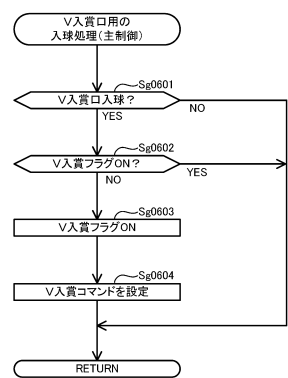 V入賞口用の
入球処理(主制御)
Sg0601
V入賞口入球？
NO
YES
Sg0602
V入賞フラグON？
YES
NO
Sg0603
V入賞フラグON
Sg0604
V入賞コマンドを設定
RETURN